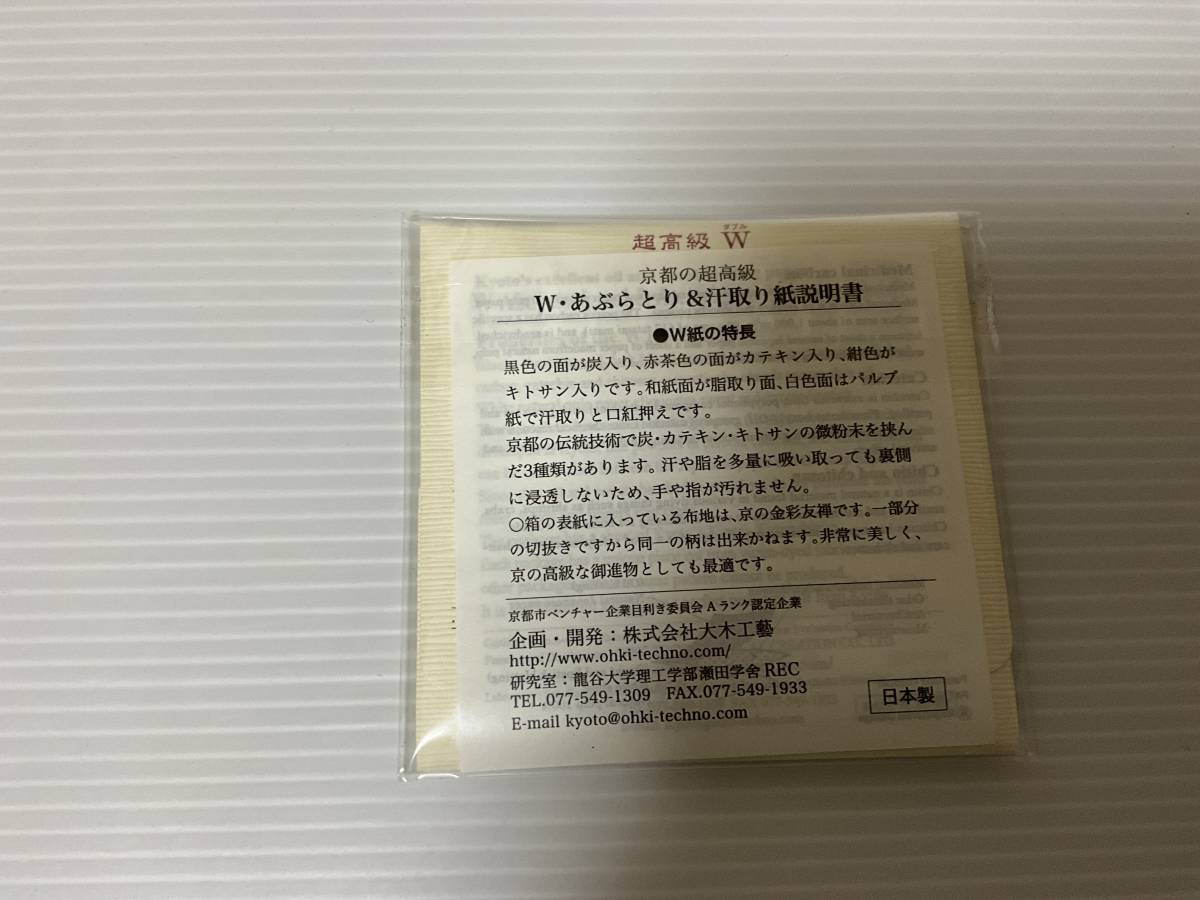 ダブル
超高級 W
京都の超高級
W・あぶらとり&汗取り紙説明書
●W紙の特長
黒色の面が炭入り、赤茶色の面がカテキン入り、紺色が
キトサン入りです。和紙面が脂取り面、白色面はパルプ
紙で汗取りと口紅押えです。
京都の伝統技術で炭・カテキン・キトサンの微粉末を挟ん
だ3種類があります。汗や脂を多量に吸い取っても裏側
に浸透しないため、手や指が汚れません。
○箱の表紙に入っている布地は、京の金彩友禅です。一部分
の切抜きですから同一の柄は出来かねます。非常に美しく、
京の高級な御進物としても最適です。
京都市ベンチャー企業目利き委員会 A ランク認定企業
企画・開発：株式会社大木工藝
http://www.ohki-techno.com/
研究室：龍谷大学理工学部瀬田学舎 REC
TEL.077-549-1309 FAX.077-549-1933
E-mail kyoto@ohki-techno.com
日本製